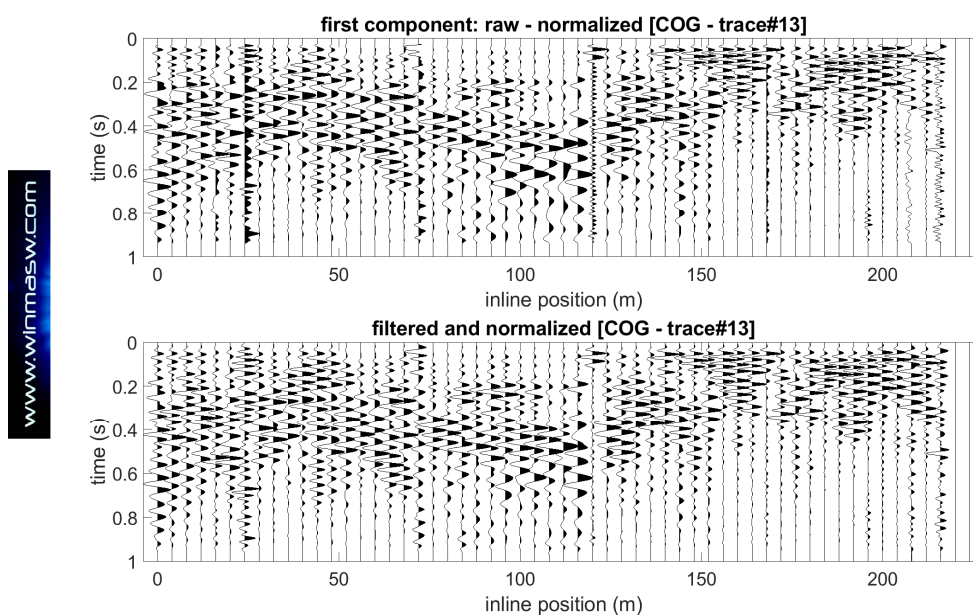 first component: raw - normalized [COG - trace#13]
0
0.2
0.4
0.6
0.8
1
time (s)
0 50 100 150 200
inline position (m)
www.winmasw.com
filtered and normalized [COG - trace#13]
0
0.2
0.4
0.6
0.8
1
time (s)
0 50 100 150 200
inline position (m)